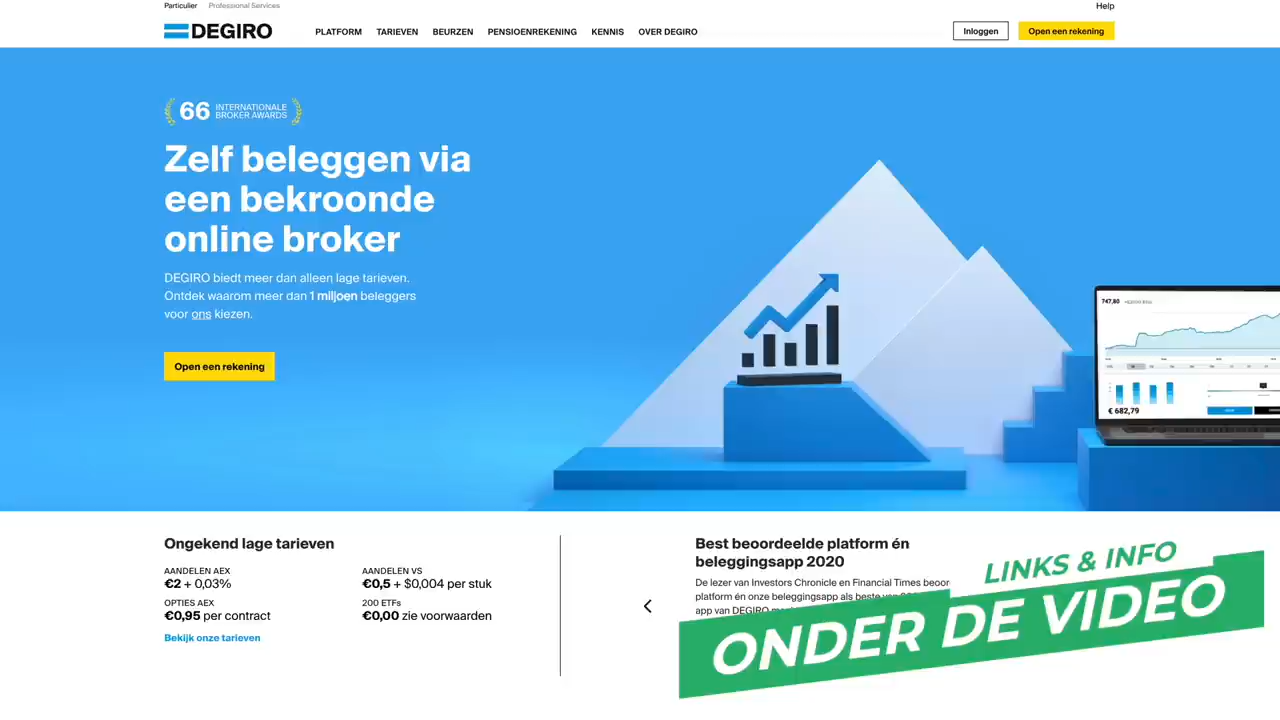 Particulier Professional Services
Help
DEGIRO
PLATFORM TARIEVEN BEURZEN PENSIOENREKENING KENNIS OVER DEGIRO
Inloggen Open een rekening
66 INTERNATIONALE
BROKER AWARDS
Zelf beleggen via
een bekroonde
online broker
DEGIRO biedt meer dan alleen lage tarieven.
Ontdek waarom meer dan 1 miljoen beleggers
voor ons kiezen.
Open een rekening
747,80
€ 682,79
Ongekend lage tarieven
AANDELEN AEX
€2 + 0,03%
OPTIES AEX
€0,95 per contract
Bekijk onze tarieven
AANDELEN VS
€0,5 + $0,004 per stuk
200 ETFs
€0,00 zie voorwaarden
Best beoordeelde platform én
beleggingsapp 2020
De lezer van Investors Chronicle en Financial Times
platform én onze beleggingsapp als beste
app van DEGIRO
LINKS & INFO
ONDER DE VIDEO